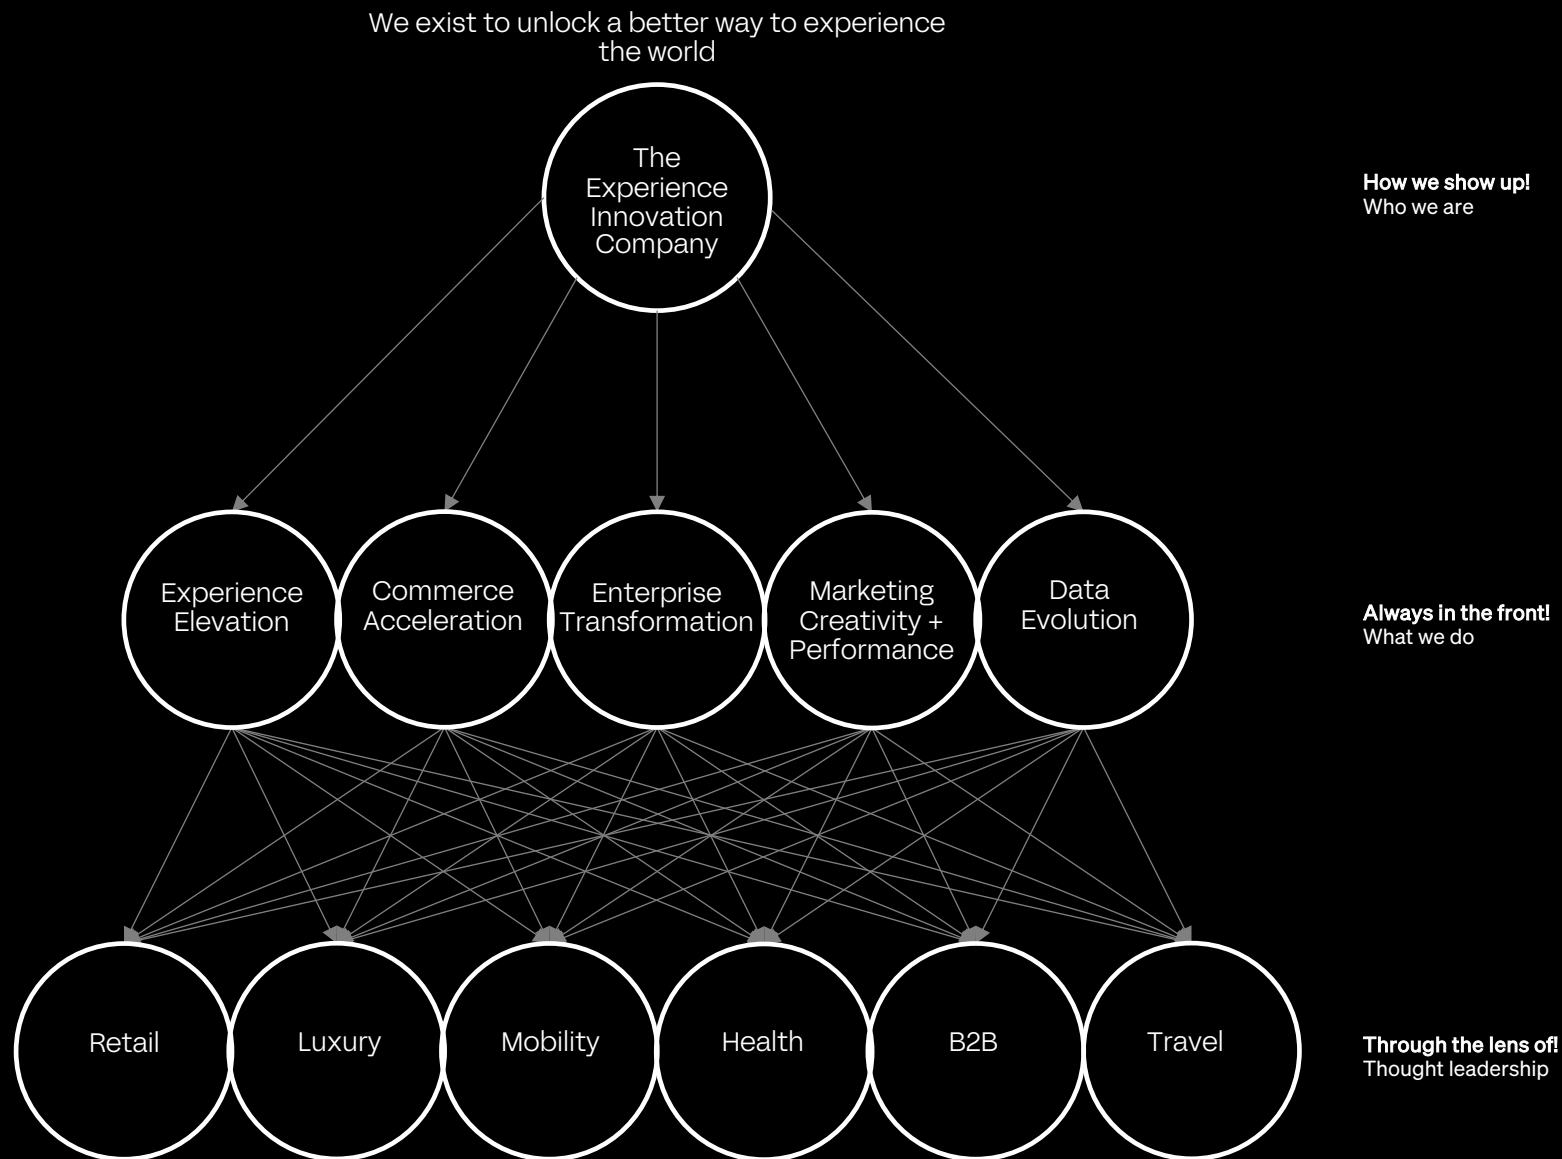 We exist to unlock a better way to experience
the world
The
Experience
Innovation
Company
How we show up!
Who we are
Experience
Elevation
Commerce
Acceleration
Enterprise
Transformation
Marketing
Creativity +
Performance
Data
Evolution
Always in the front!
What we do
Retail
Luxury
Mobility
Health
B2B
Travel
Through the lens of!
Thought leadership